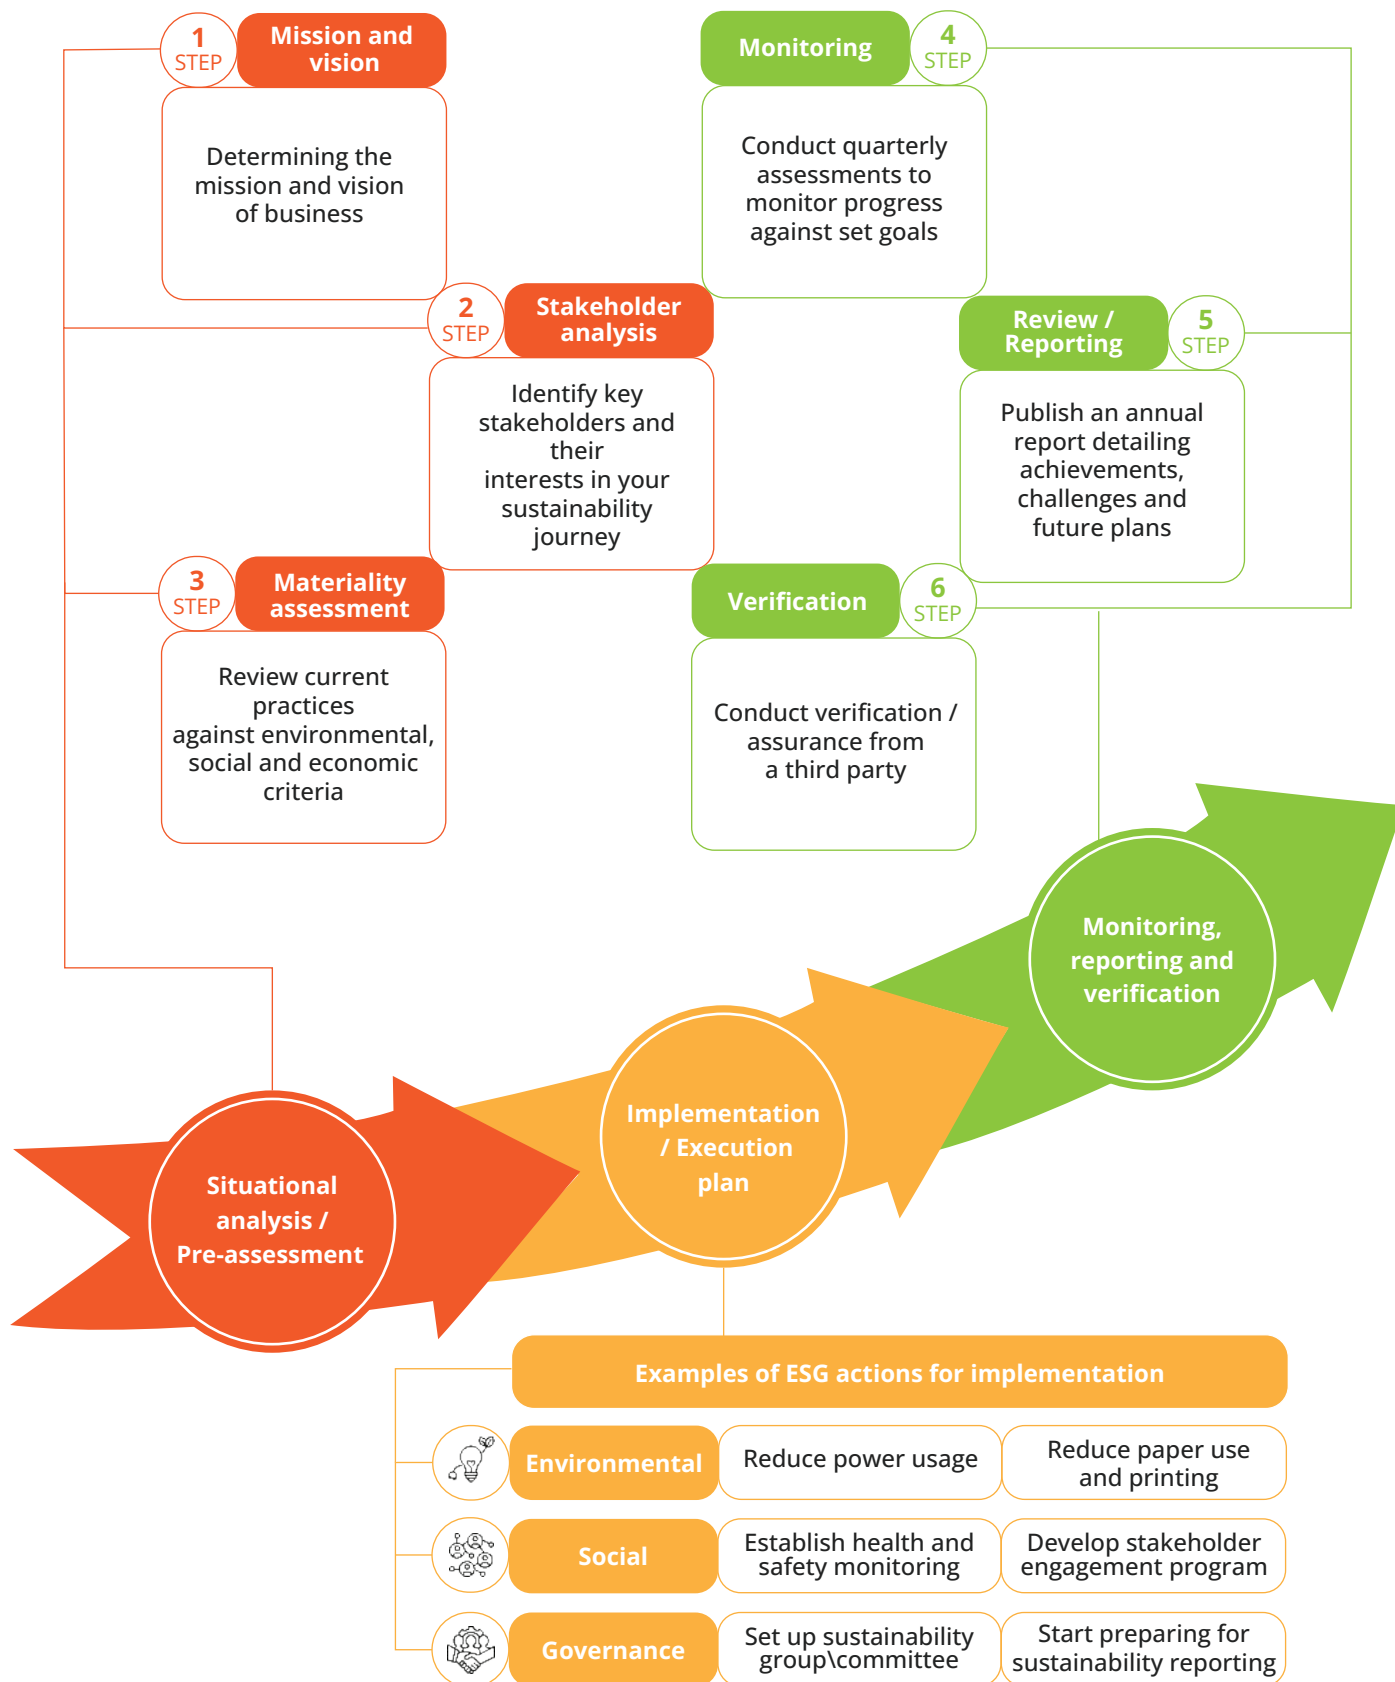 1
STEP
Mission and
vision
Determining the
mission and vision
of business
2
STEP
Stakeholder
analysis
Identify key
stakeholders and
their
interests in your
sustainability
journey
3
STEP
Materiality
assessment
Review current
practices
against environmental,
social and economic
criteria
Monitoring
4
STEP
Conduct quarterly
assessments to
monitor progress
against set goals
Review /
Reporting
5
STEP
Publish an annual
report detailing
achievements,
challenges and
future plans
Verification
6
STEP
Conduct verification /
assurance from
a third party
Situational
analysis /
Pre-assessment
Implementation
/ Execution
plan
Monitoring,
reporting and
verification
Examples of ESG actions for implementation
Environmental
Reduce power usage
Reduce paper use
and printing
Social
Establish health and
safety monitoring
Develop stakeholder
engagement program
Governance
Set up sustainability
group\committee
Start preparing for
sustainability reporting